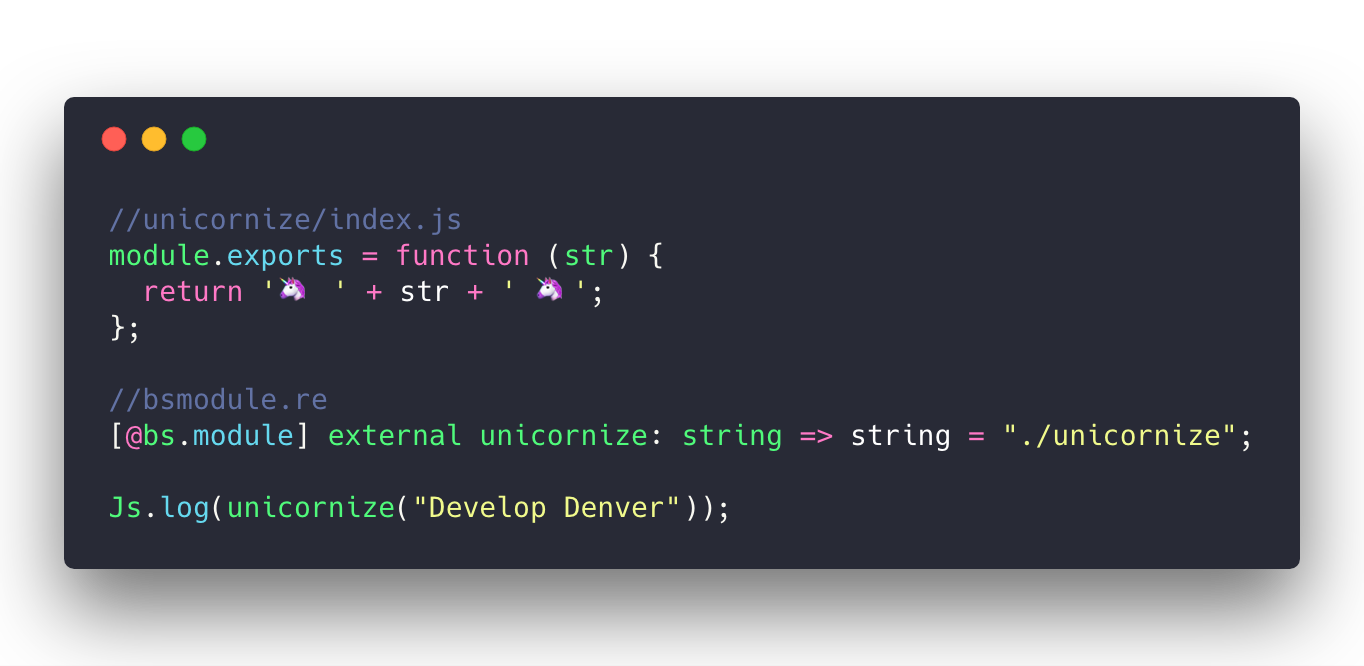 //unicornize/index.js
module.exports = function (str) {
  return '🦄 ' + str + ' 🦄';
};
//bsmodule.re
[@bs.module] external unicornize: string => string = "./unicornize";
Js.log(unicornize("Develop Denver"));